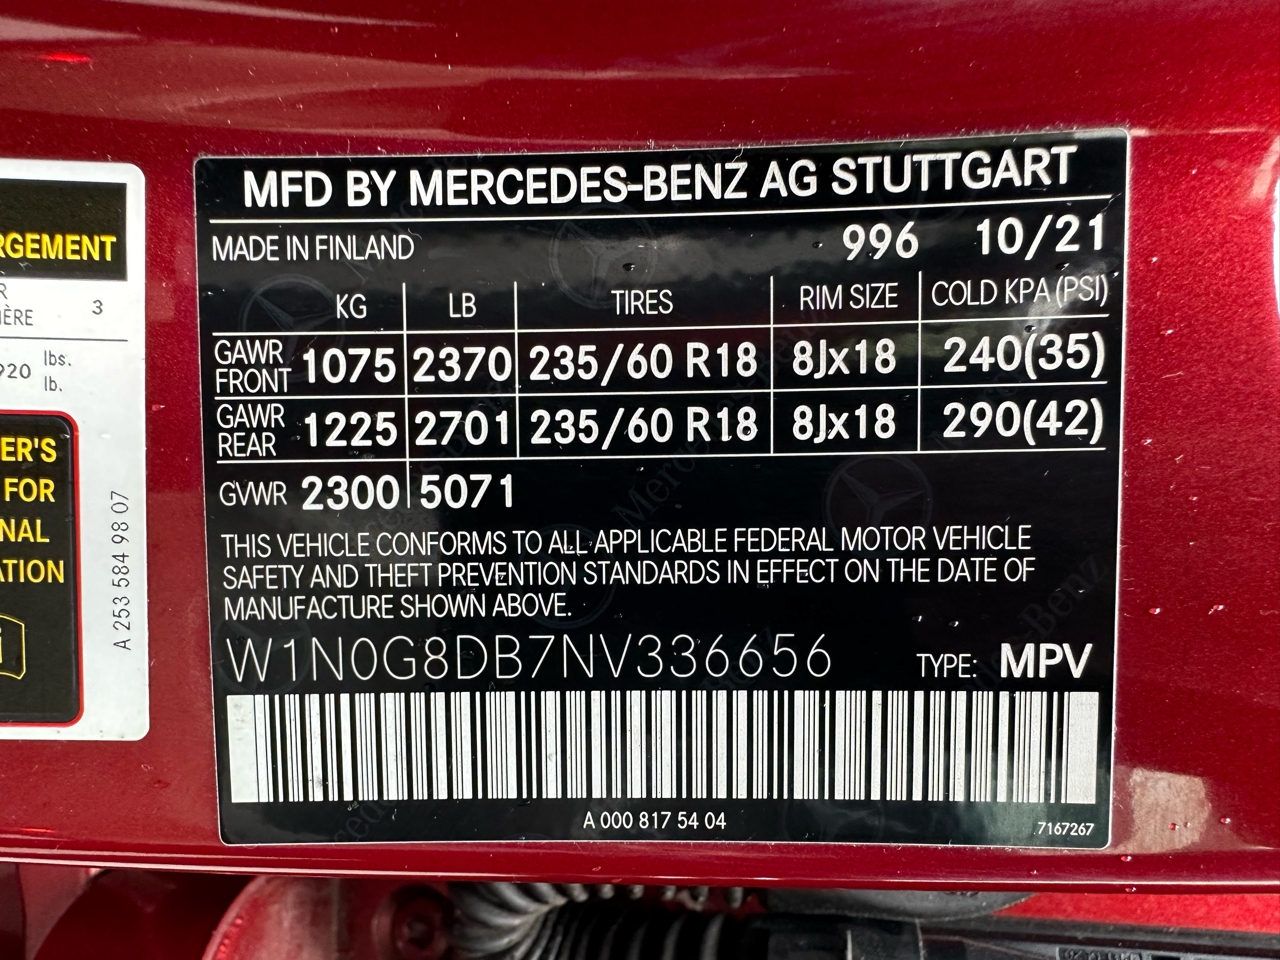 MFD BY MERCEDES-BENZ AG STUTTGART
MADE IN FINLAND 996 10/21
KG LB TIRES RIM SIZE COLD KPA (PSI)
GAWR FRONT 1075 2370 235/60 R18 8Jx18 240(35)
GAWR REAR 1225 2701 235/60 R18 8Jx18 290(42)
GVWR 2300 5071
THIS VEHICLE CONFORMS TO ALL APPLICABLE FEDERAL MOTOR VEHICLE
SAFETY AND THEFT PREVENTION STANDARDS IN EFFECT ON THE DATE OF
MANUFACTURE SHOWN ABOVE.
W1N0G8DB7NV336656 TYPE: MPV
A 000 817 54 04
7167267
RGEMENT
R
IÈRE 3
920 lbs.
lb.
ER'S
FOR
NAL
ATION
A 253 584 98 07